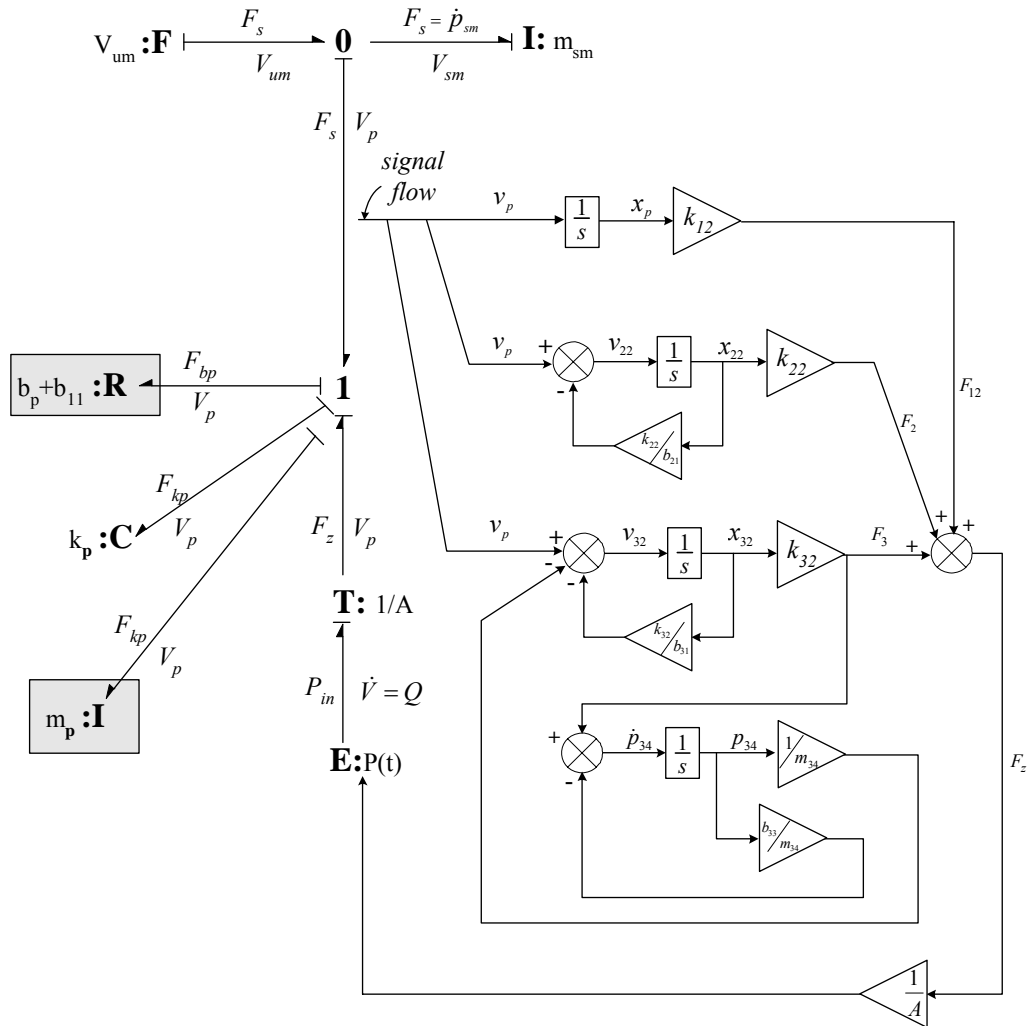 V_um :F
F_s
V_um
0
F_s = ṗ_sm
V_sm
I: m_sm
F_s V_p
signal
flow
v_p
1/s
x_p
k_12
v_p
+
-
v_22
1/s
x_22
k_22
k_22/b_21
F_2
F_12
b_p+b_11 :R
F_bp
V_p
1
F_kp
V_p
k_p :C
F_z V_p
T: 1/A
F_kp
V_p
m_p :I
P_in V̇ = Q
E:P(t)
v_p
+
-
-
v_32
1/s
x_32
k_32
k_32/b_31
F_3
+
+
+
+
-
ṗ_34
1/s
p_34
1/m_34
b_33/m_34
F_z
1/A